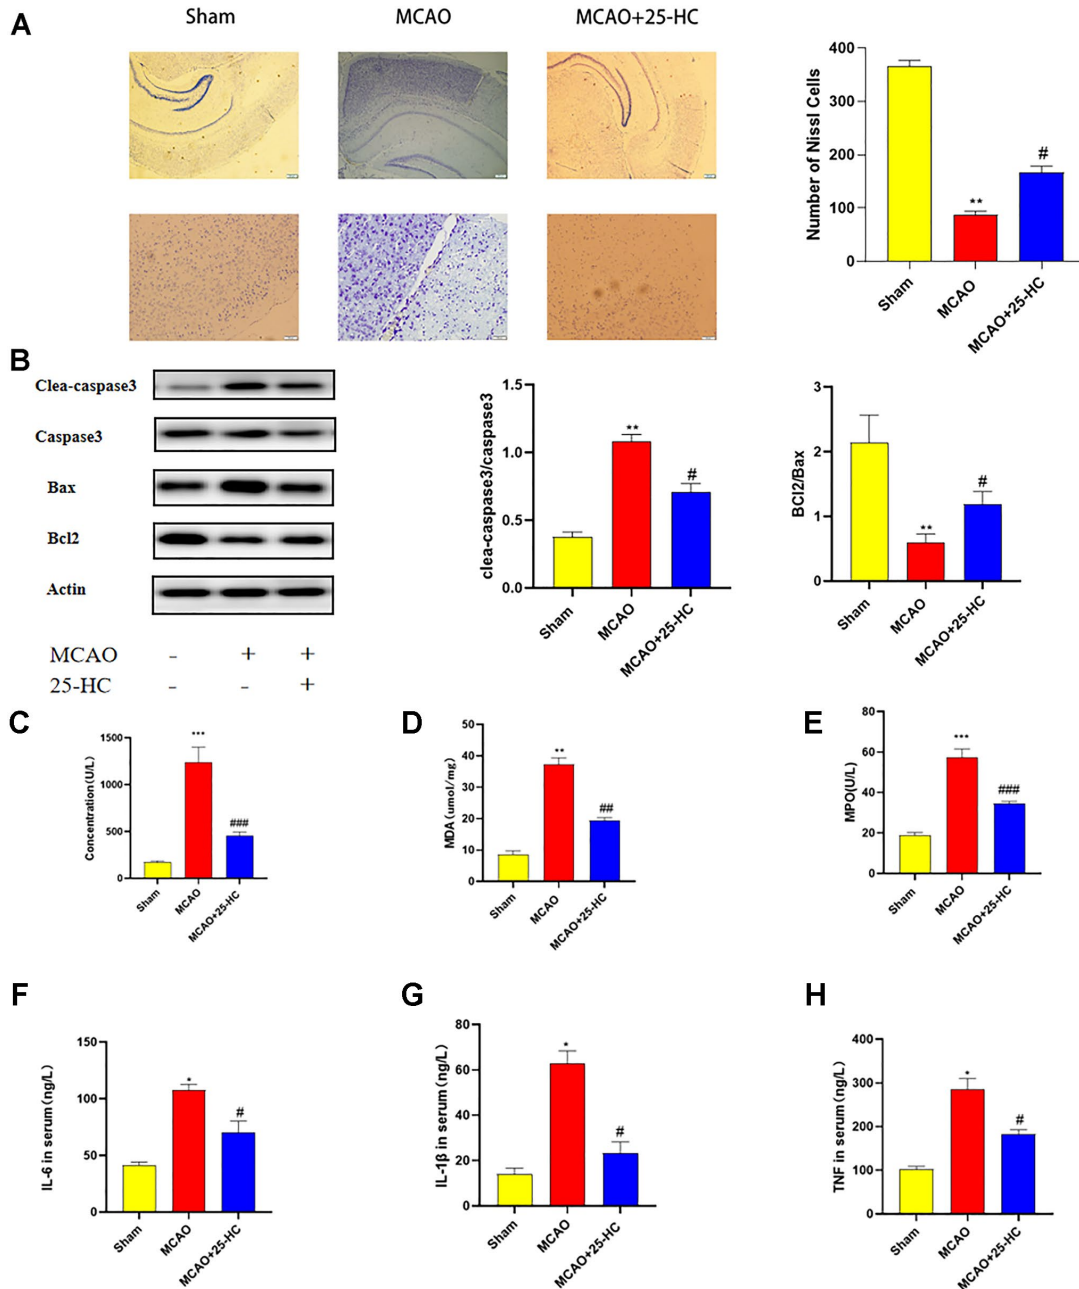 A
Sham
MCAO
MCAO+25-HC
Number of Nissl Cells
400
300
200
100
0
**
#
Sham
MCAO
MCAO+25-HC
B
Clea-caspase3
Caspase3
Bax
Bcl2
Actin
MCAO - + +
25-HC - - +
clea-caspase3/caspase3
1.5
1.0
0.5
0.0
**
#
Sham
MCAO
MCAO+25-HC
BCl2/Bax
3
2
1
0
**
#
Sham
MCAO
MCAO+25-HC
C
Concentration(U/L)
1500
1000
500
0
***
###
Sham
MCAO
MCAO+25-HC
D
MDA (umol/mg)
50
40
30
20
10
0
**
##
Sham
MCAO
MCAO+25-HC
E
MPO(U/L)
80
60
40
20
0
***
###
Sham
MCAO
MCAO+25-HC
F
IL-6 in serum (ng/L)
150
100
50
0
*
#
Sham
MCAO
MCAO+25-HC
G
IL-1β in serum (ng/L)
80
60
40
20
0
*
#
Sham
MCAO
MCAO+25-HC
H
TNF in serum (ng/L)
400
300
200
100
0
*
#
Sham
MCAO
MCAO+25-HC